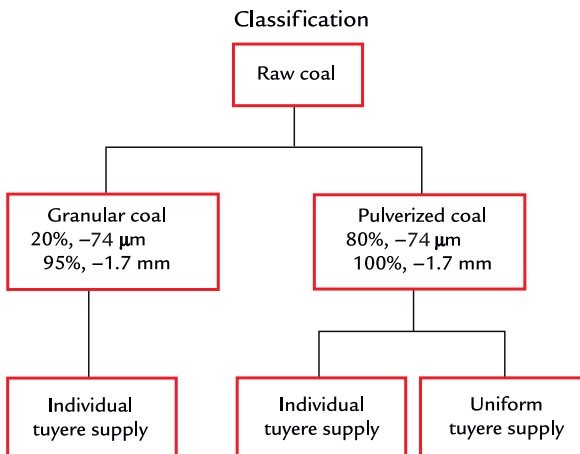 Classification
Raw coal
Granular coal
20%, −74 μm
95%, −1.7 mm
Pulverized coal
80%, −74 μm
100%, −1.7 mm
Individual
tuyere supply
Individual
tuyere supply
Uniform
tuyere supply